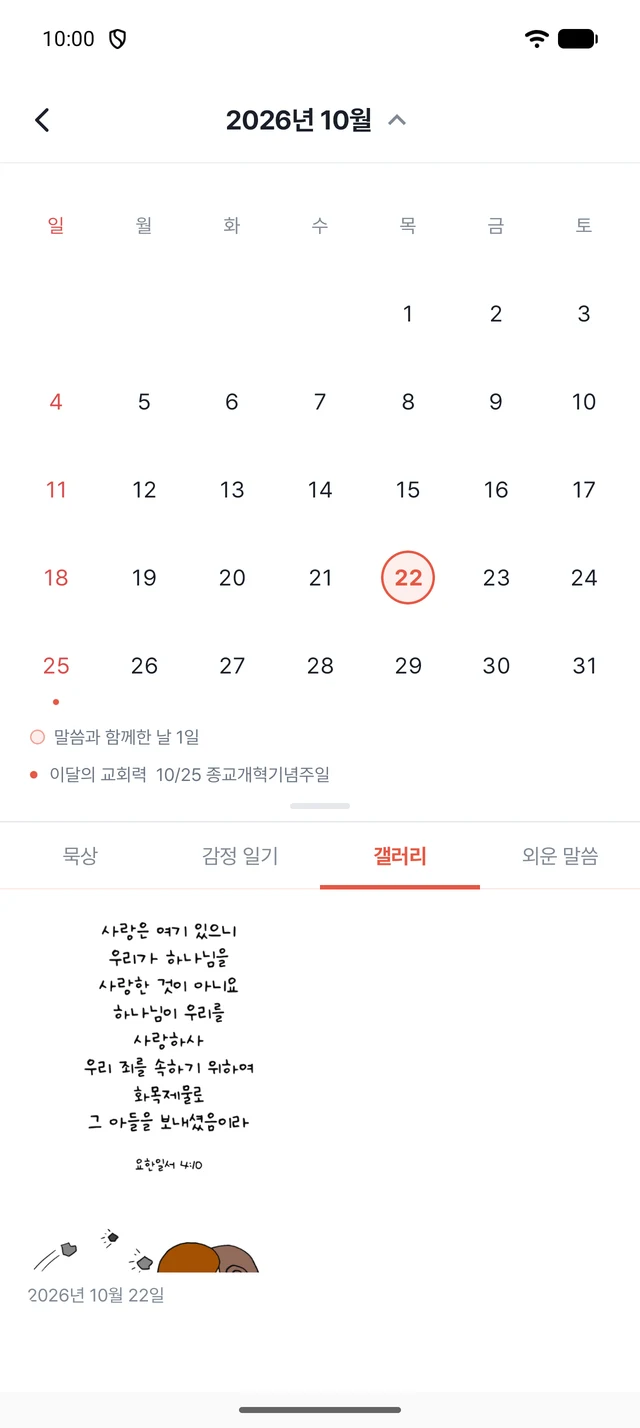 10:00
2026년 10월
일 월 화 수 목 금 토
1 2 3
4 5 6 7 8 9 10
11 12 13 14 15 16 17
18 19 20 21 22 23 24
25 26 27 28 29 30 31
말씀과 함께한 날 1일
이달의 교회력 10/25 종교개혁기념주일
묵상 감정 일기 갤러리 외운 말씀
사랑은 여기 있으니
우리가 하나님을
사랑한 것이 아니요
하나님이 우리를
사랑하사
우리 죄를 속하기 위하여
화목제물로
그 아들을 보내셨음이라
요한일서 4:10
2026년 10월 22일